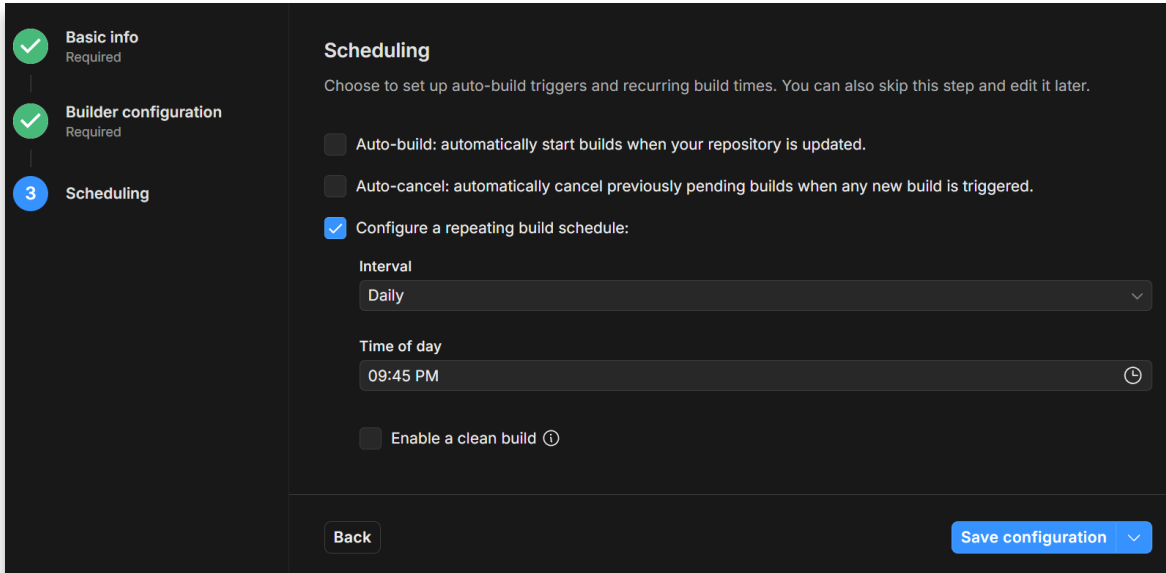 Basic info
Required
Builder configuration
Required
3
Scheduling
Scheduling
Choose to set up auto-build triggers and recurring build times. You can also skip this step and edit it later.
Auto-build: automatically start builds when your repository is updated.
Auto-cancel: automatically cancel previously pending builds when any new build is triggered.
Configure a repeating build schedule:
Interval
Daily
Time of day
09:45 PM
Enable a clean build
Back
Save configuration